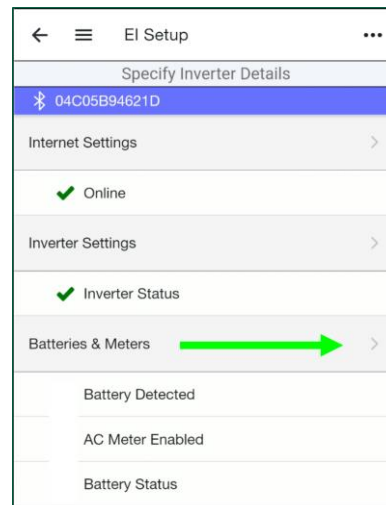 EI Setup
Specify Inverter Details
04C05B94621D
Internet Settings
Online
Inverter Settings
Inverter Status
Batteries & Meters
Battery Detected
AC Meter Enabled
Battery Status